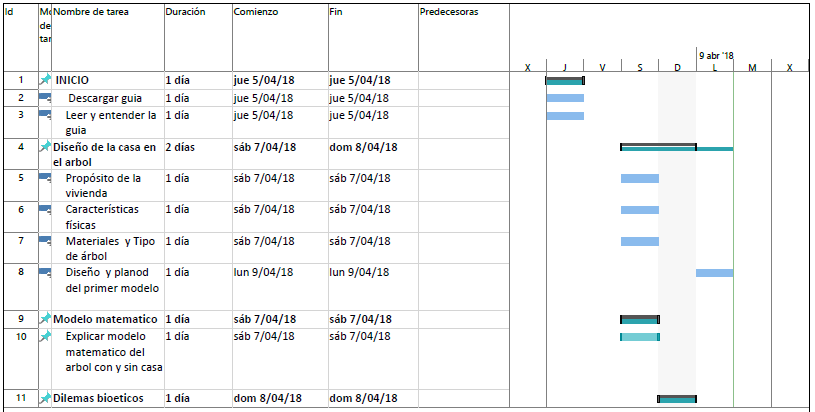 Id Mo de tar Nombre de tarea Duración Comienzo Fin Predecesoras
9 abr '18
X J V S D L M X
1 INICIO 1 día jue 5/04/18 jue 5/04/18
2 Descargar guia 1 día jue 5/04/18 jue 5/04/18
3 Leer y entender la 1 día jue 5/04/18 jue 5/04/18
guia
4 Diseño de la casa en 2 días sáb 7/04/18 dom 8/04/18
el arbol
5 Propósito de la 1 día sáb 7/04/18 sáb 7/04/18
vivienda
6 Características 1 día sáb 7/04/18 sáb 7/04/18
físicas
7 Materiales y Tipo 1 día sáb 7/04/18 sáb 7/04/18
de árbol
8 Diseño y planod 1 día lun 9/04/18 lun 9/04/18
del primer modelo
9 Modelo matematico 1 día sáb 7/04/18 sáb 7/04/18
10 Explicar modelo 1 día sáb 7/04/18 sáb 7/04/18
matematico del
arbol con y sin casa
11 Dilemas bioeticos 1 día dom 8/04/18 dom 8/04/18